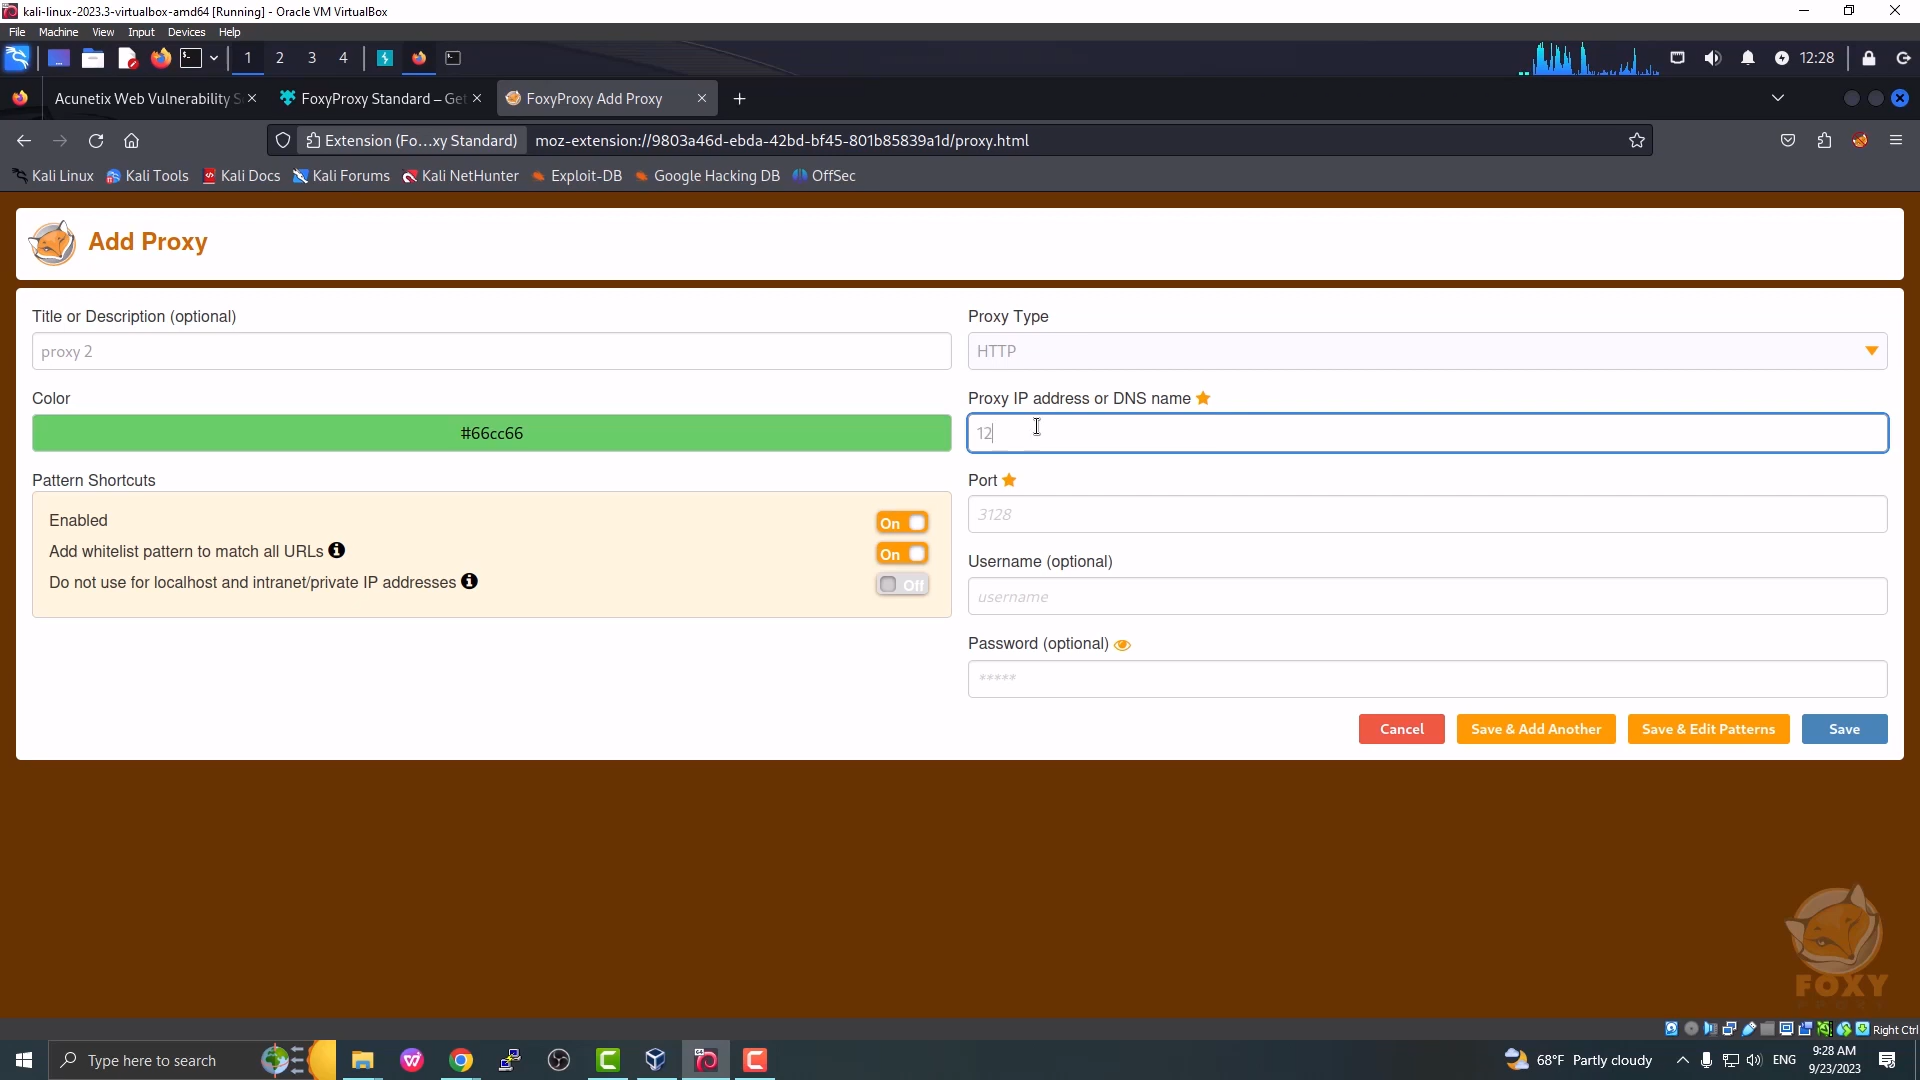 kali-linux-2023.3-virtualbox-amd64 [Running] - Oracle VM VirtualBox
File Machine View Input Devices Help
1 2 3 4 12:28
Acunetix Web Vulnerability S FoxyProxy Standard – Get FoxyProxy Add Proxy
Extension (Fo…xy Standard) moz-extension://9803a46d-ebda-42bd-bf45-801b85839a1d/proxy.html
Kali Linux Kali Tools Kali Docs Kali Forums Kali NetHunter Exploit-DB Google Hacking DB OffSec
Add Proxy
Title or Description (optional)
proxy 2
Color
#66cc66
Pattern Shortcuts
Enabled On
Add whitelist pattern to match all URLs On
Do not use for localhost and intranet/private IP addresses Off
Proxy Type
HTTP
Proxy IP address or DNS name
12
Port
3128
Username (optional)
username
Password (optional)
*****
Cancel Save & Add Another Save & Edit Patterns Save
FOXY
Right Ctrl
Type here to search
68°F Partly cloudy ENG 9:28 AM
9/23/2023